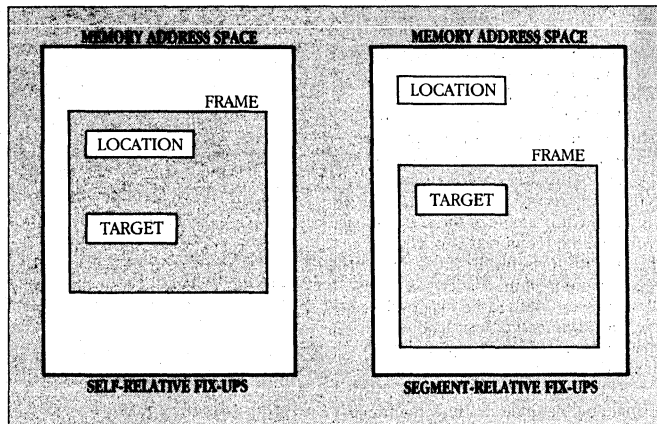 MEMORY ADDRESS SPACE
FRAME
LOCATION
TARGET
SELF-RELATIVE FIX-UPS
MEMORY ADDRESS SPACE
LOCATION
FRAME
TARGET
SEGMENT-RELATIVE FIX-UPS